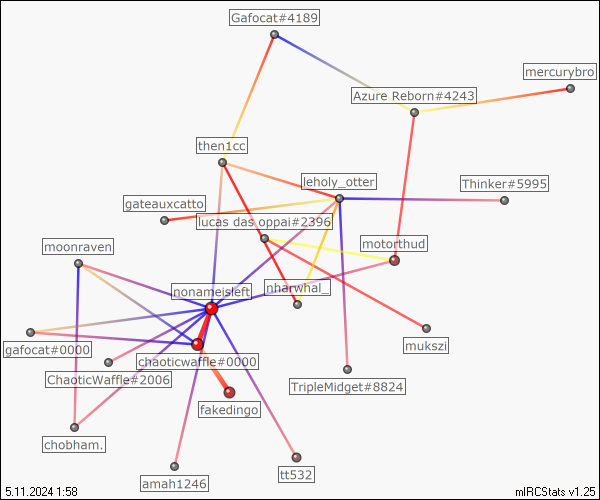 Gafocat#4189
mercurybro
Azure Reborn#4243
then1cc
leholy_otter
Thinker#5995
gateauxcatto
lucas das oppai#2396
moonraven
motorthud
nonameisleft
nharwhal_
gafocat#0000
chaoticwaffle#0000
mukszi
ChaoticWaffle#2006
TripleMidget#8824
fakedingo
chobham.
tt532
amah1246
5.11.2024 1:58
mIRCStats v1.25